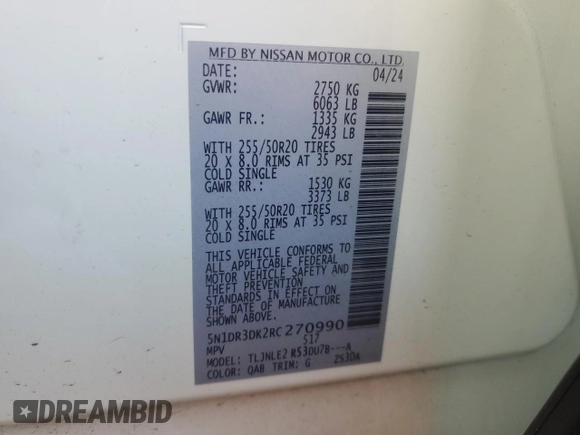 MFD BY NISSAN MOTOR CO., LTD.
DATE: 04/24
GVWR: 2750 KG
6063 LB
GAWR FR.: 1335 KG
2943 LB
WITH 255/50R20 TIRES
20 X 8.0 RIMS AT 35 PSI
COLD SINGLE
GAWR RR.: 1530 KG
3373 LB
WITH 255/50R20 TIRES
20 X 8.0 RIMS AT 35 PSI
COLD SINGLE
THIS VEHICLE CONFORMS TO
ALL APPLICABLE FEDERAL
MOTOR VEHICLE SAFETY AND
THEFT PREVENTION
STANDARDS IN EFFECT ON
THE DATE OF MANUFACTURE
SHOWN ABOVE.
5N1DR3DK2RC270990
MPV 517
MODEL: TLJNLE2 R53DU7B---A
COLOR: QAB TRIM: G 253DA
DREAMBID